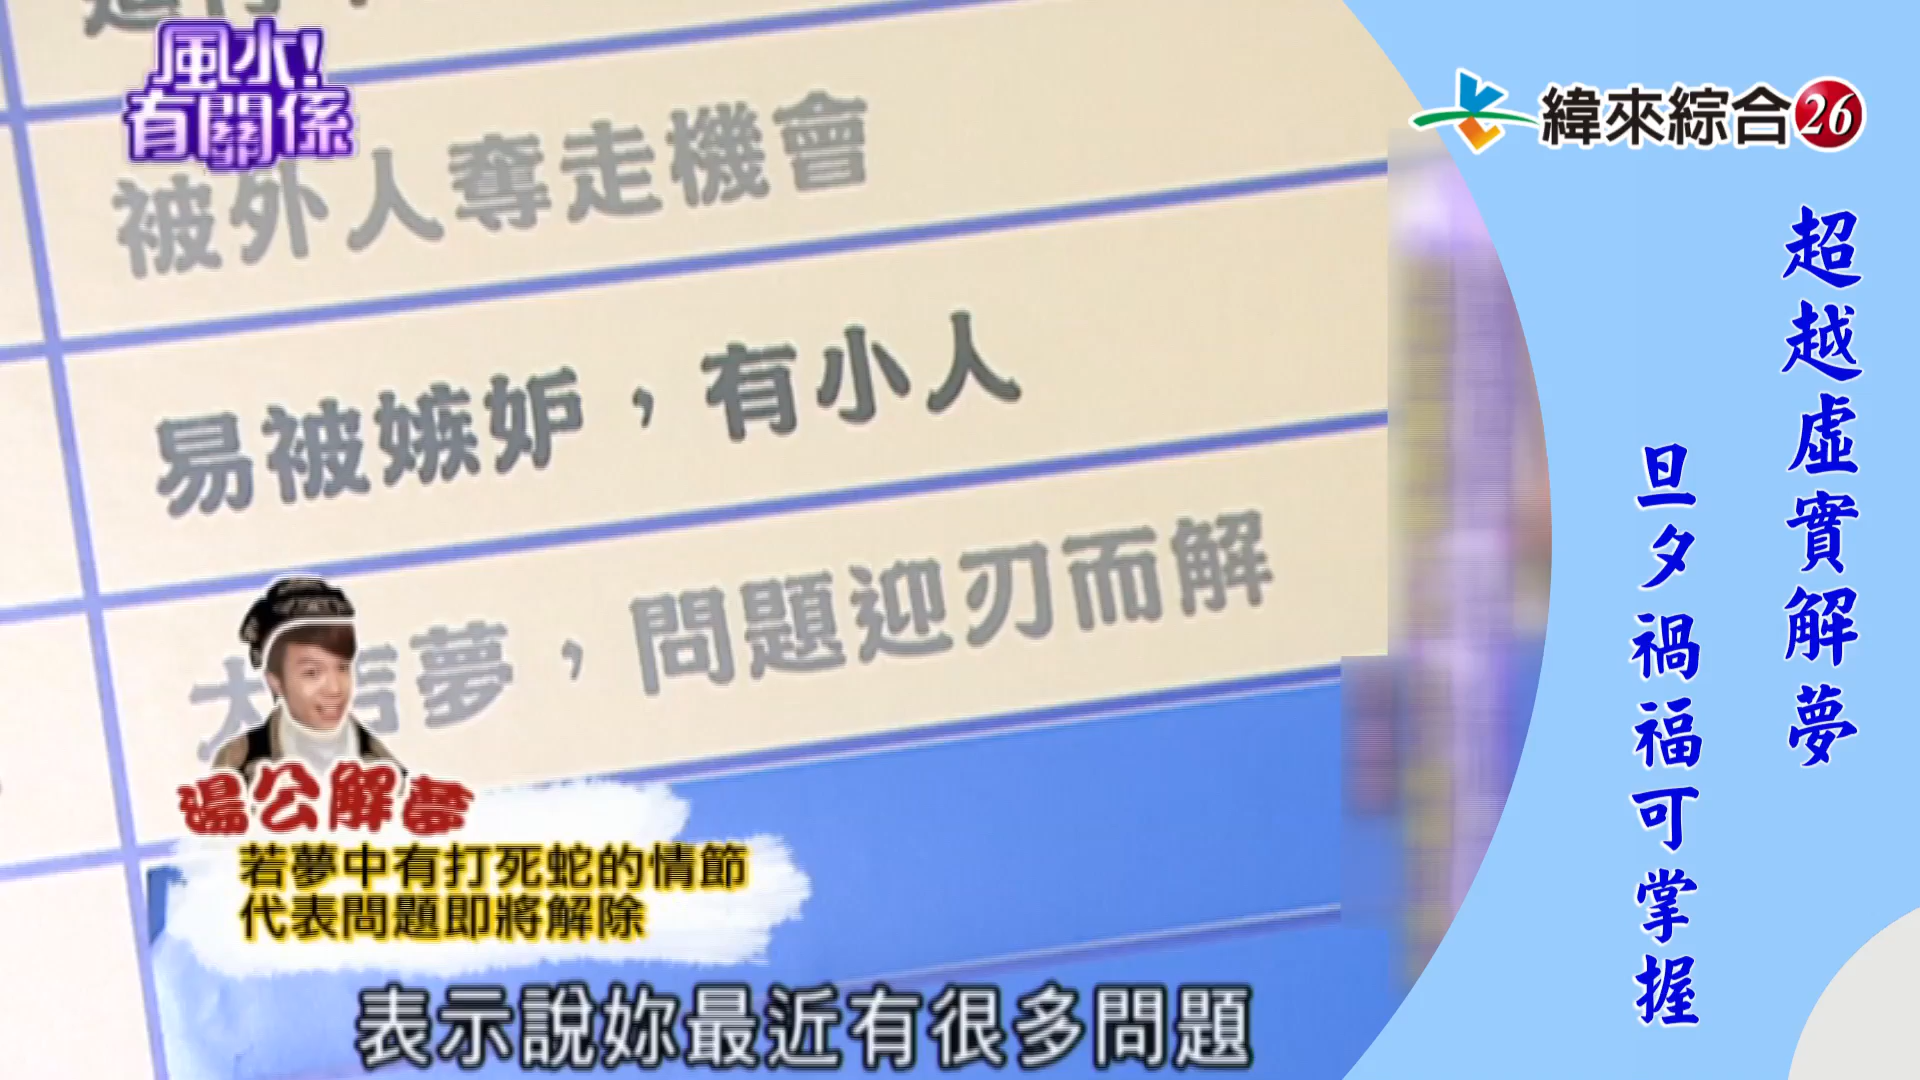 風水!
有關係
被外人奪走機會
易被嫉妒，有小人
大吉夢，問題迎刃而解
湯公解夢
若夢中有打死蛇的情節
代表問題即將解除
表示說妳最近有很多問題
緯來綜合26
超越虛實解夢
旦夕禍福可掌握